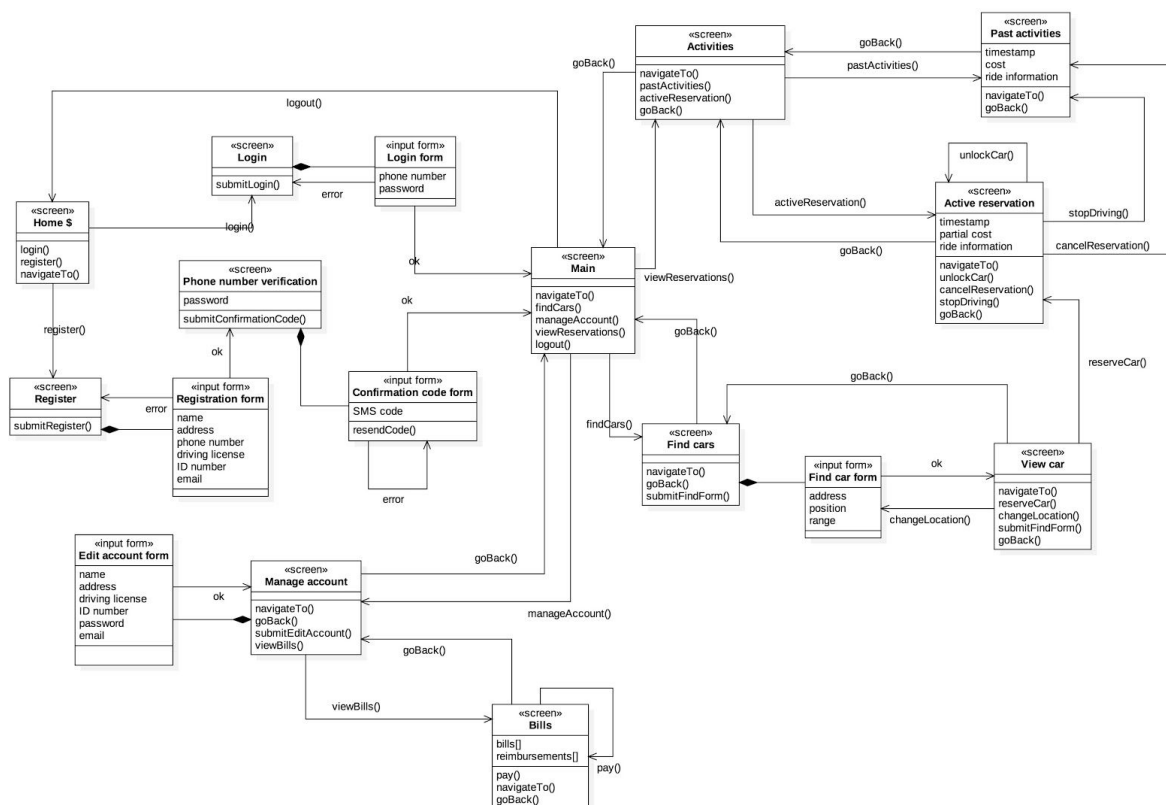 «screen»
Activities
navigateTo()
pastActivities()
activeReservation()
goBack()
«screen»
Past activities
timestamp
cost
ride information
navigateTo()
goBack()
goBack()
pastActivities()
goBack()
logout()
«screen»
Login
submitLogin()
«input form»
Login form
phone number
password
error
unlockCar()
«screen»
Active reservation
timestamp
partial cost
ride information
navigateTo()
unlockCar()
cancelReservation()
stopDriving()
goBack()
activeReservation()
stopDriving()
cancelReservation()
goBack()
«screen»
Home $
login()
register()
navigateTo()
login()
ok
«screen»
Main
navigateTo()
findCars()
manageAccount()
viewReservations()
logout()
viewReservations()
«screen»
Phone number verification
password
submitConfirmationCode()
ok
register()
ok
goBack()
reserveCar()
goBack()
«screen»
Register
submitRegister()
error
«input form»
Registration form
name
address
phone number
driving license
ID number
email
«input form»
Confirmation code form
SMS code
resendCode()
error
findCars()
«screen»
Find cars
navigateTo()
goBack()
submitFindForm()
«input form»
Find car form
address
position
range
ok
changeLocation()
«screen»
View car
navigateTo()
reserveCar()
changeLocation()
submitFindForm()
goBack()
«input form»
Edit account form
name
address
driving license
ID number
password
email
ok
«screen»
Manage account
navigateTo()
goBack()
submitEditAccount()
viewBills()
goBack()
manageAccount()
goBack()
viewBills()
«screen»
Bills
bills[]
reimbursements[]
pay()
navigateTo()
goBack()
pay()